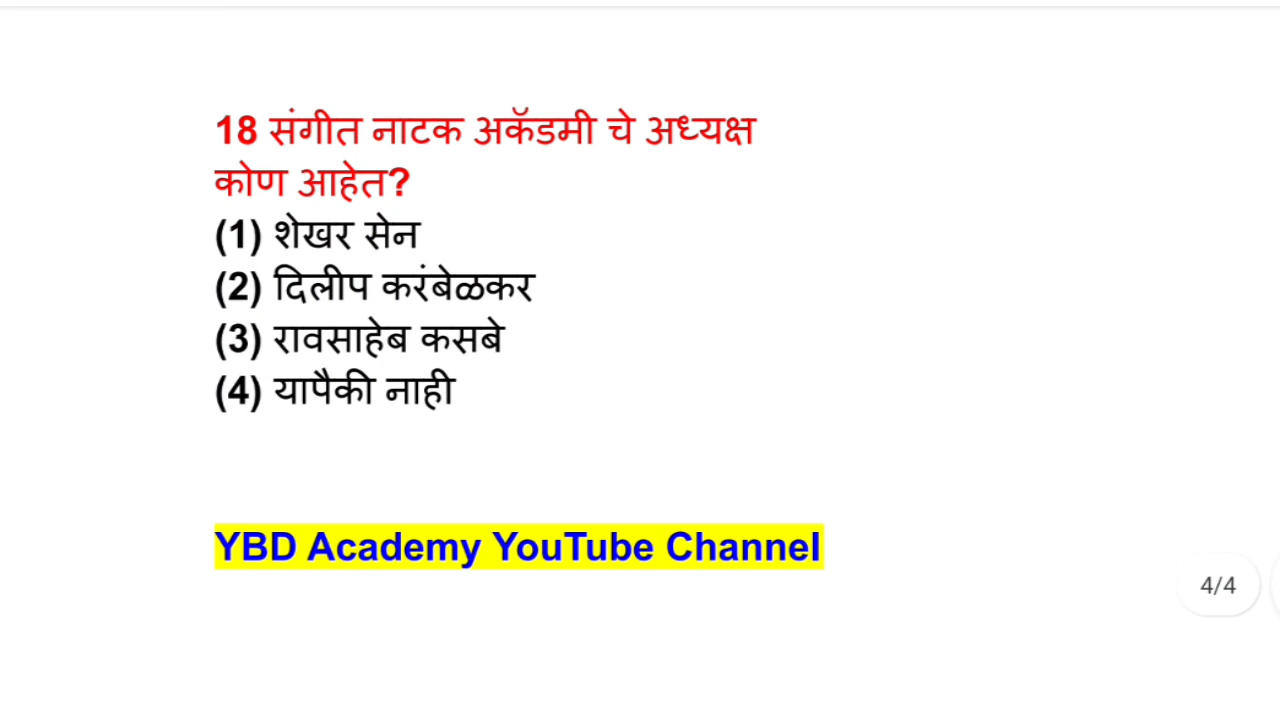 18 संगीत नाटक अकॅडमी चे अध्यक्ष
कोण आहेत?
(1) शेखर सेन
(2) दिलीप करंबेळकर
(3) रावसाहेब कसबे
(4) यापैकी नाही
YBD Academy YouTube Channel
4/4